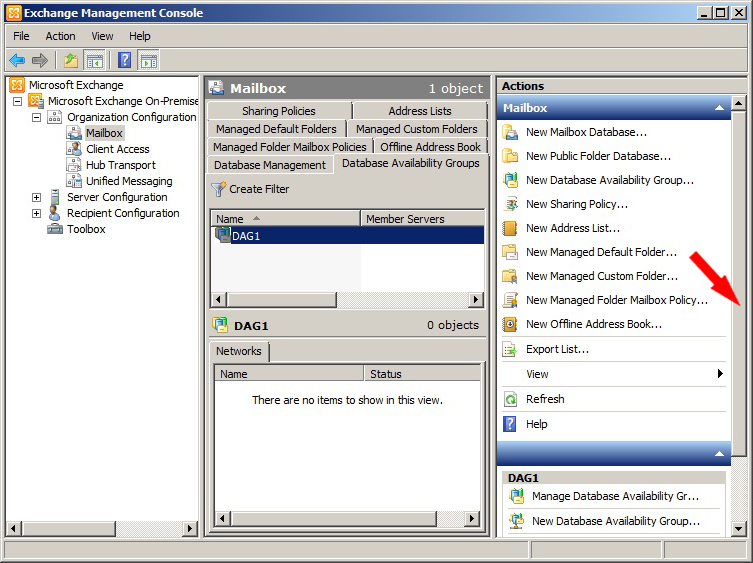 Exchange Management Console
File Action View Help
Microsoft Exchange
Microsoft Exchange On-Premise
Organization Configuration
Mailbox
Client Access
Hub Transport
Unified Messaging
Server Configuration
Recipient Configuration
Toolbox
Mailbox 1 object
Sharing Policies Address Lists
Managed Default Folders Managed Custom Folders
Managed Folder Mailbox Policies Offline Address Book
Database Management Database Availability Groups
Create Filter
Name Member Servers
DAG1
DAG1 0 objects
Networks
Name Status
There are no items to show in this view.
Actions
Mailbox
New Mailbox Database...
New Public Folder Database...
New Database Availability Group...
New Sharing Policy...
New Address List...
New Managed Default Folder...
New Managed Custom Folder...
New Managed Folder Mailbox Policy...
New Offline Address Book...
Export List...
View
Refresh
Help
DAG1
Manage Database Availability Gr...
New Database Availability Group...